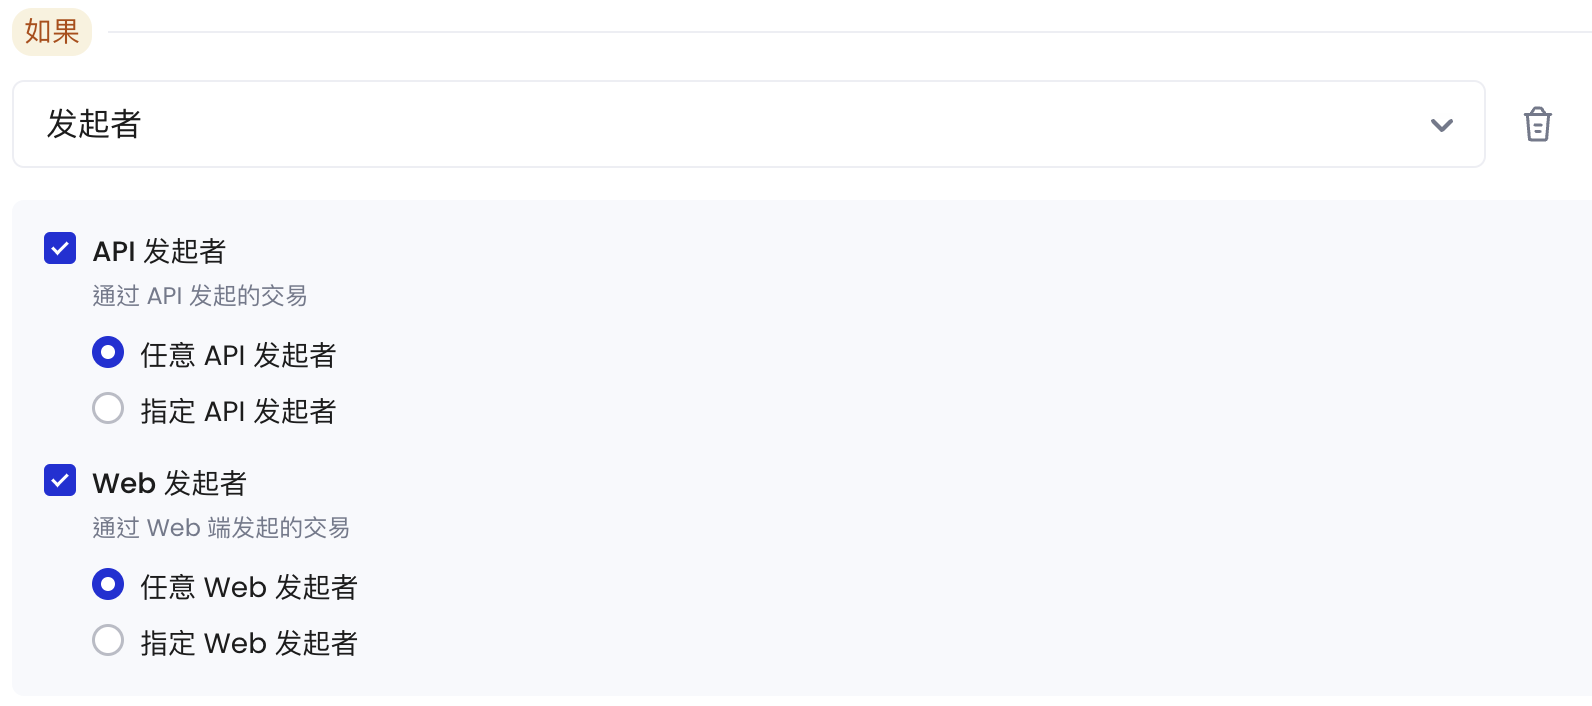 如果
发起者
API 发起者
通过 API 发起的交易
任意 API 发起者
指定 API 发起者
Web 发起者
通过 Web 端发起的交易
任意 Web 发起者
指定 Web 发起者